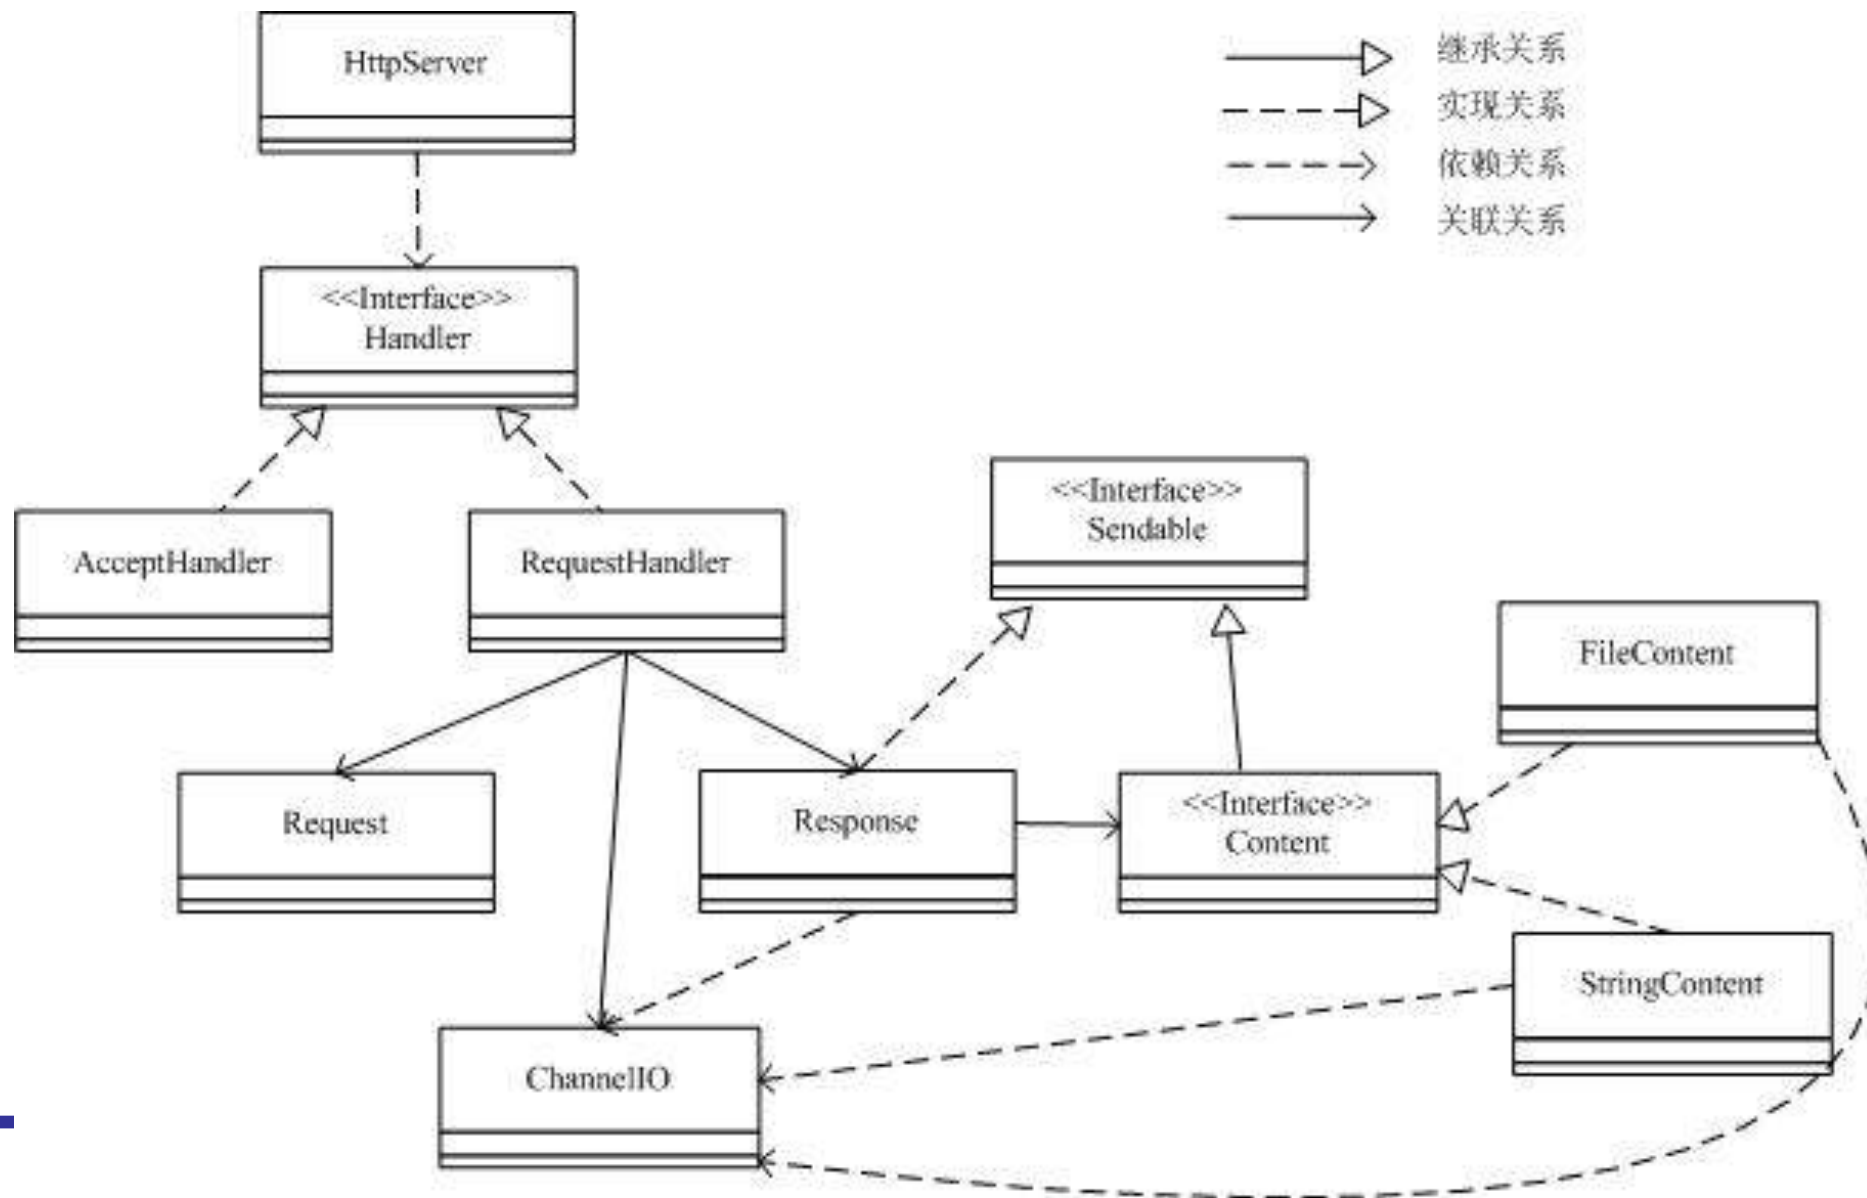 HttpServer
继承关系
实现关系
依赖关系
关联关系
<<Interface>>
Handler
<<Interface>>
Sendable
AcceptHandler
RequestHandler
FileContent
Request
Response
<<Interface>>
Content
StringContent
ChannelIO